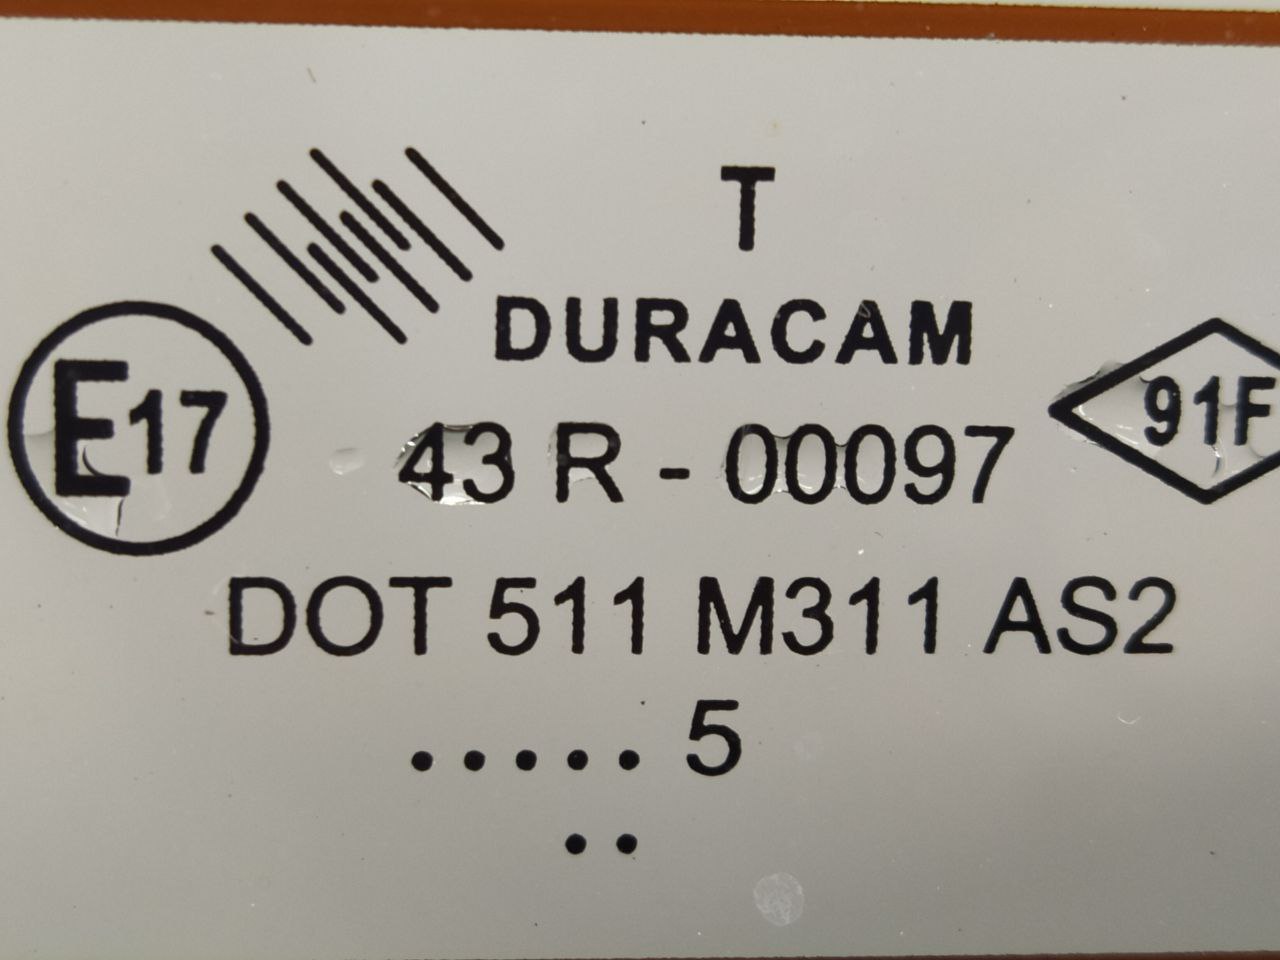 T
DURACAM
E17
43 R - 00097
91F
DOT 511 M311 AS2
..... 5
..